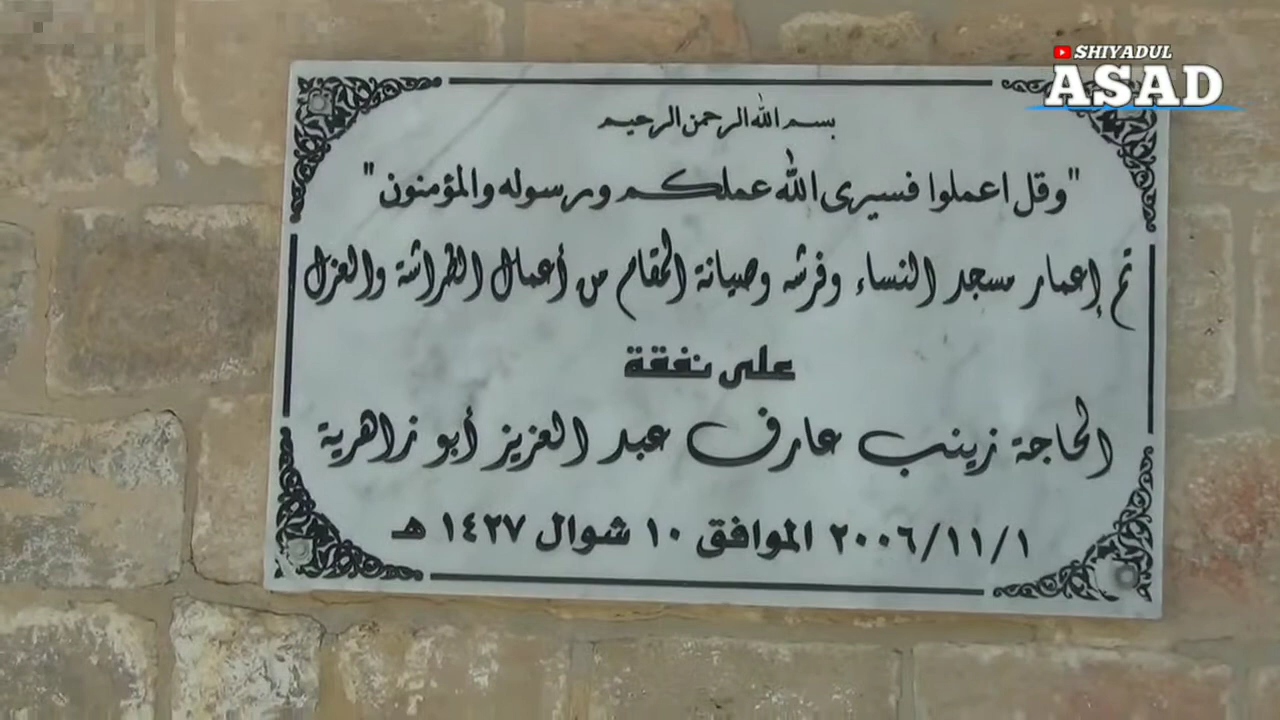 SHIYADUL
ASAD
بسم الله الرحمن الرحيم
"وقل اعملوا فسيرى الله عملكم ورسوله والمؤمنون"
تم إعمار مسجد النساء وفرشه وصيانة المقام من أعمال الطراشة والعزل
على نفقة
الحاجة زينب عارف عبد العزيز أبو زاهرية
٢٠٠٦/١١/١ الموافق ١٠ شوال ١٤٢٧ هـ